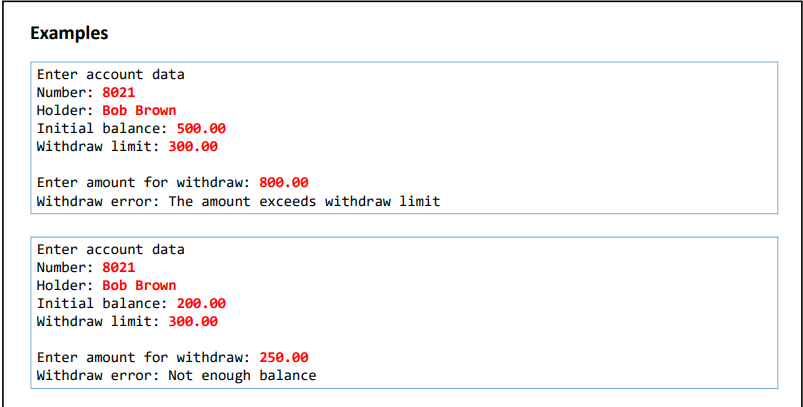 Examples
Enter account data
Number: 8021
Holder: Bob Brown
Initial balance: 500.00
Withdraw limit: 300.00
Enter amount for withdraw: 800.00
Withdraw error: The amount exceeds withdraw limit
Enter account data
Number: 8021
Holder: Bob Brown
Initial balance: 200.00
Withdraw limit: 300.00
Enter amount for withdraw: 250.00
Withdraw error: Not enough balance